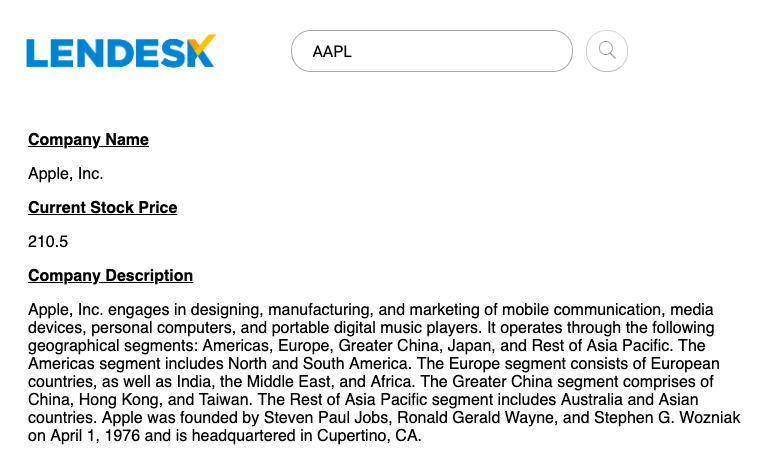 LENDESK
AAPL
Company Name
Apple, Inc.
Current Stock Price
210.5
Company Description
Apple, Inc. engages in designing, manufacturing, and marketing of mobile communication, media
devices, personal computers, and portable digital music players. It operates through the following
geographical segments: Americas, Europe, Greater China, Japan, and Rest of Asia Pacific. The
Americas segment includes North and South America. The Europe segment consists of European
countries, as well as India, the Middle East, and Africa. The Greater China segment comprises of
China, Hong Kong, and Taiwan. The Rest of Asia Pacific segment includes Australia and Asian
countries. Apple was founded by Steven Paul Jobs, Ronald Gerald Wayne, and Stephen G. Wozniak
on April 1, 1976 and is headquartered in Cupertino, CA.